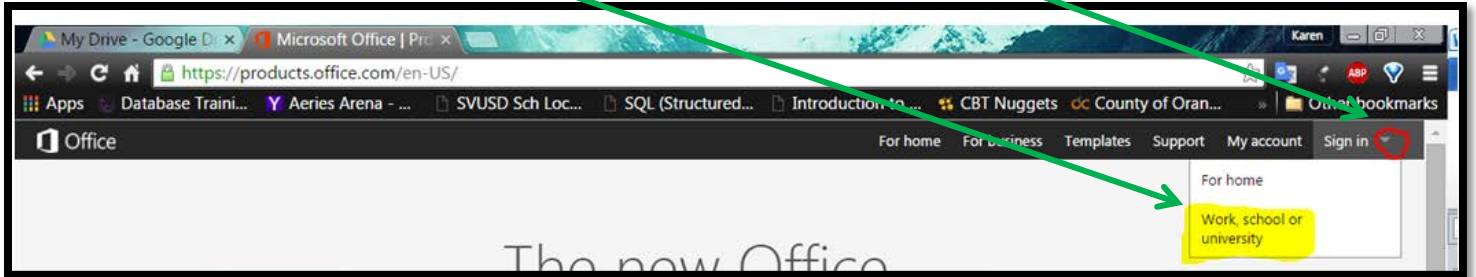 My Drive - Google Dr Microsoft Office | Pro Karen
https://products.office.com/en-US/ ABP
Apps Database Traini... Y Aeries Arena - ... SVUSD Sch Loc... SQL (Structured... Introduction to ... CBT Nuggets oc County of Oran... » Other bookmarks
Office For home For business Templates Support My account Sign in
For home
Work, school or
university
The new Office